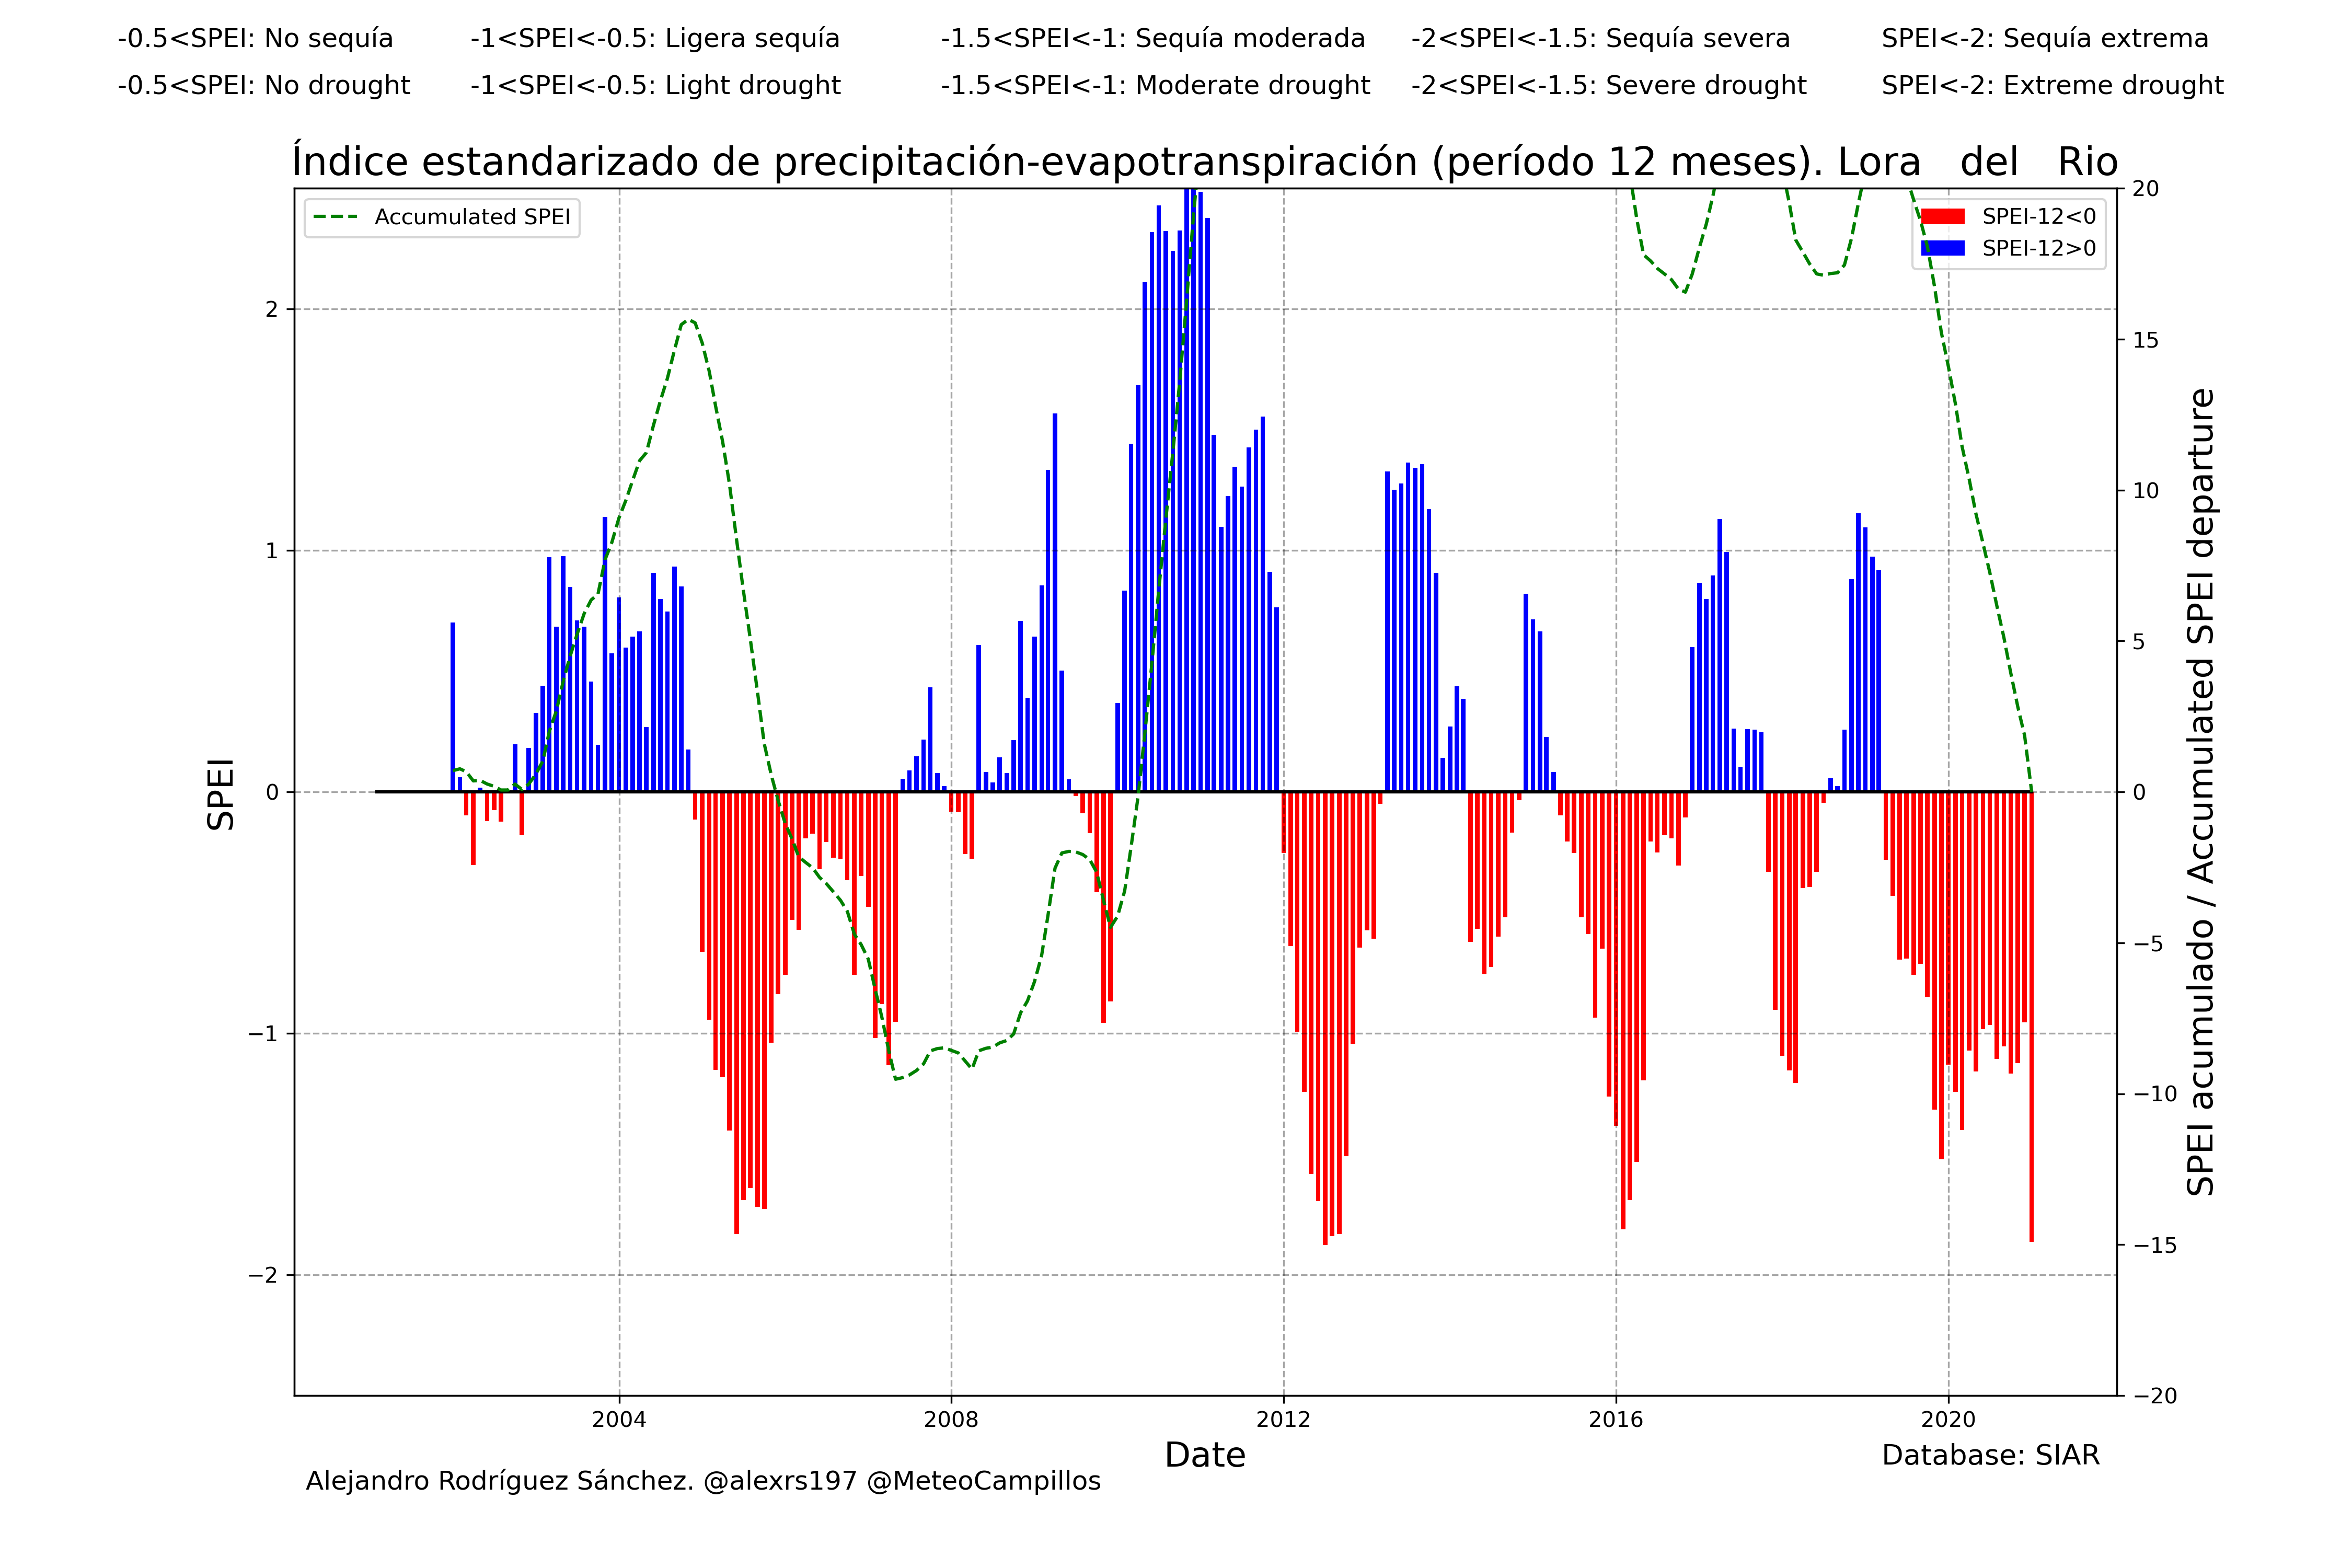 -0.5<SPEI: No sequía -1<SPEI<-0.5: Ligera sequía -1.5<SPEI<-1: Sequía moderada -2<SPEI<-1.5: Sequía severa SPEI<-2: Sequía extrema
-0.5<SPEI: No drought -1<SPEI<-0.5: Light drought -1.5<SPEI<-1: Moderate drought -2<SPEI<-1.5: Severe drought SPEI<-2: Extreme drought
Índice estandarizado de precipitación-evapotranspiración (período 12 meses). Lora del Rio
Accumulated SPEI
SPEI-12<0
SPEI-12>0
SPEI
2
1
0
−1
−2
20
15
10
5
0
−5
−10
−15
−20
SPEI acumulado / Accumulated SPEI departure
2004 2008 2012 2016 2020
Date
Database: SIAR
Alejandro Rodríguez Sánchez. @alexrs197 @MeteoCampillos